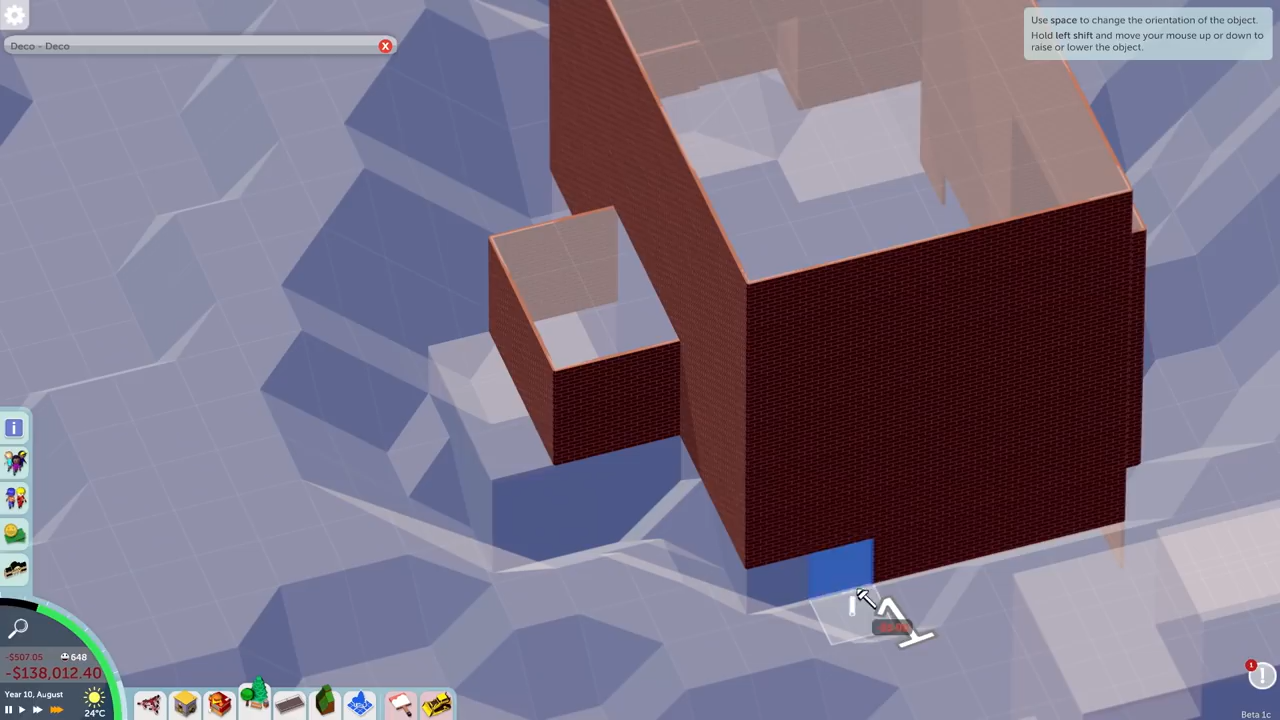 Deco - Deco
Use space to change the orientation of the object.
Hold left shift and move your mouse up or down to
raise or lower the object.
-$507.05
648
-$138,012.40
Year 10, August
24°C
1
Beta 1c